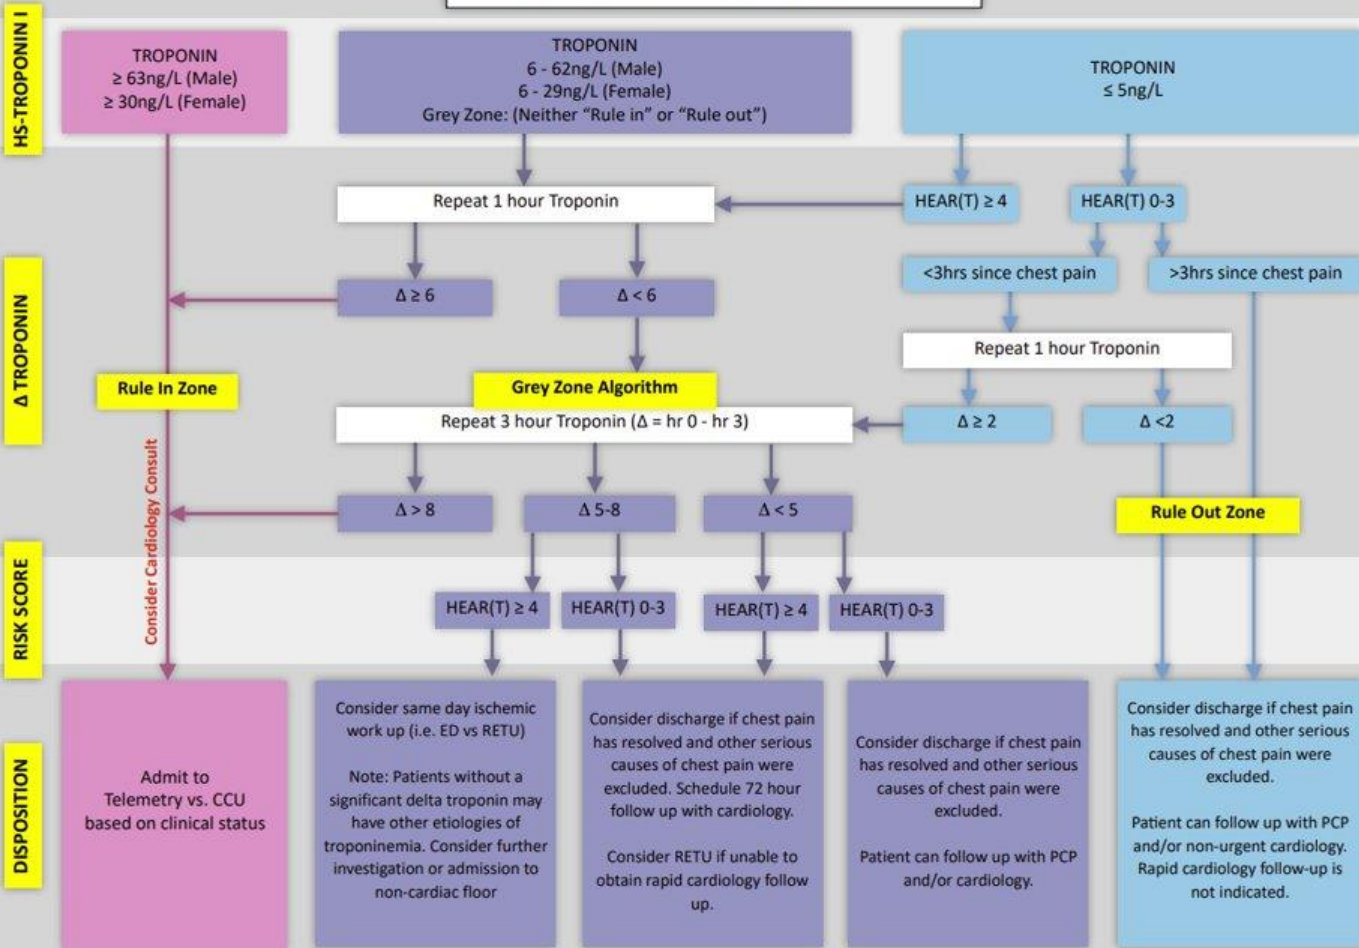 HS-TROPONIN I
TROPONIN
≥ 63ng/L (Male)
≥ 30ng/L (Female)
TROPONIN
6 - 62ng/L (Male)
6 - 29ng/L (Female)
Grey Zone: (Neither “Rule in” or “Rule out”)
TROPONIN
≤ 5ng/L
Repeat 1 hour Troponin
HEAR(T) ≥ 4
HEAR(T) 0-3
Δ TROPONIN
Δ ≥ 6
Δ < 6
<3hrs since chest pain
>3hrs since chest pain
Repeat 1 hour Troponin
Rule In Zone
Grey Zone Algorithm
Repeat 3 hour Troponin (Δ = hr 0 - hr 3)
Δ ≥ 2
Δ <2
Consider Cardiology Consult
Δ > 8
Δ 5-8
Δ < 5
Rule Out Zone
RISK SCORE
HEAR(T) ≥ 4
HEAR(T) 0-3
HEAR(T) ≥ 4
HEAR(T) 0-3
DISPOSITION
Admit to
Telemetry vs. CCU
based on clinical status
Consider same day ischemic
work up (i.e. ED vs RETU)
Note: Patients without a
significant delta troponin may
have other etiologies of
troponinemia. Consider further
investigation or admission to
non-cardiac floor
Consider discharge if chest pain
has resolved and other serious
causes of chest pain were
excluded. Schedule 72 hour
follow up with cardiology.
Consider RETU if unable to
obtain rapid cardiology follow
up.
Consider discharge if chest pain
has resolved and other serious
causes of chest pain were
excluded.
Patient can follow up with PCP
and/or cardiology.
Consider discharge if chest pain
has resolved and other serious
causes of chest pain were
excluded.
Patient can follow up with PCP
and/or non-urgent cardiology.
Rapid cardiology follow-up is
not indicated.